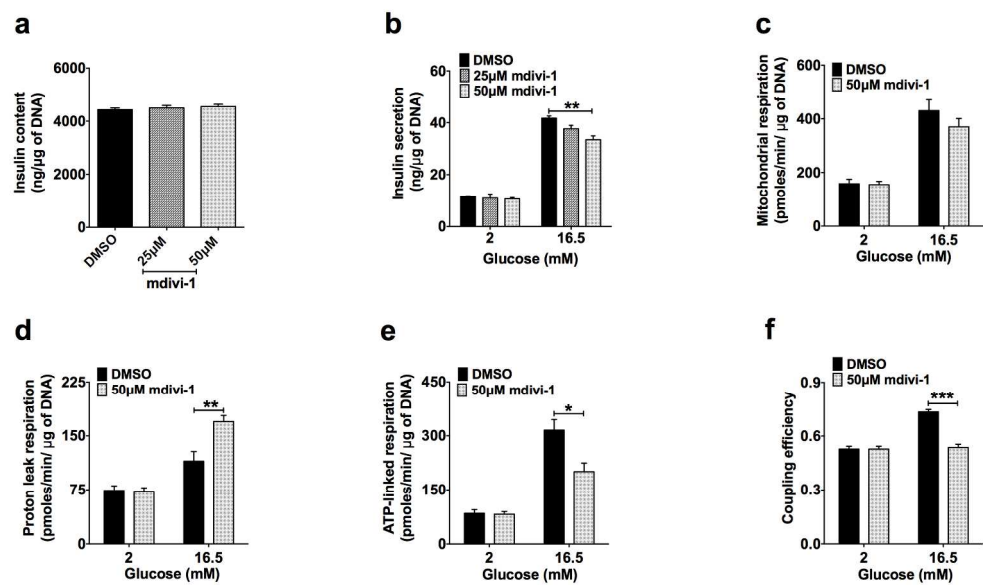 a
6000
4000
2000
0
Insulin content
(ng/µg of DNA)
DMSO
25µM
50µM
mdivi-1
b
DMSO
25µM mdivi-1
50µM mdivi-1
60
40
20
0
Insulin secretion
(ng/µg of DNA)
**
2
16.5
Glucose (mM)
c
DMSO
50µM mdivi-1
600
400
200
0
Mitochondrial respiration
(pmoles/min/ µg of DNA)
2
16.5
Glucose (mM)
d
DMSO
50µM mdivi-1
225
150
75
0
Proton leak respiration
(pmoles/min/ µg of DNA)
**
2
16.5
Glucose (mM)
e
DMSO
50µM mdivi-1
450
300
150
0
ATP-linked respiration
(pmoles/min/ µg of DNA)
*
2
16.5
Glucose (mM)
f
DMSO
50µM mdivi-1
0.9
0.6
0.3
0.0
Coupling efficiency
***
2
16.5
Glucose (mM)